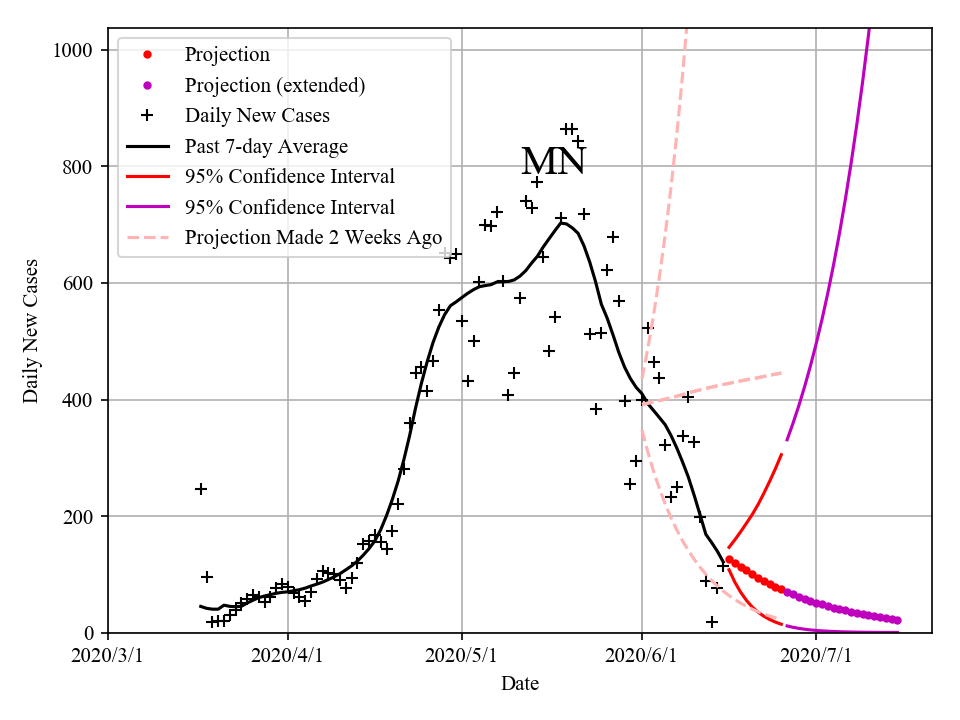 1000
800
600
400
200
0
Daily New Cases
Projection
Projection (extended)
Daily New Cases
Past 7-day Average
95% Confidence Interval
95% Confidence Interval
Projection Made 2 Weeks Ago
MN
2020/3/1 2020/4/1 2020/5/1 2020/6/1 2020/7/1
Date